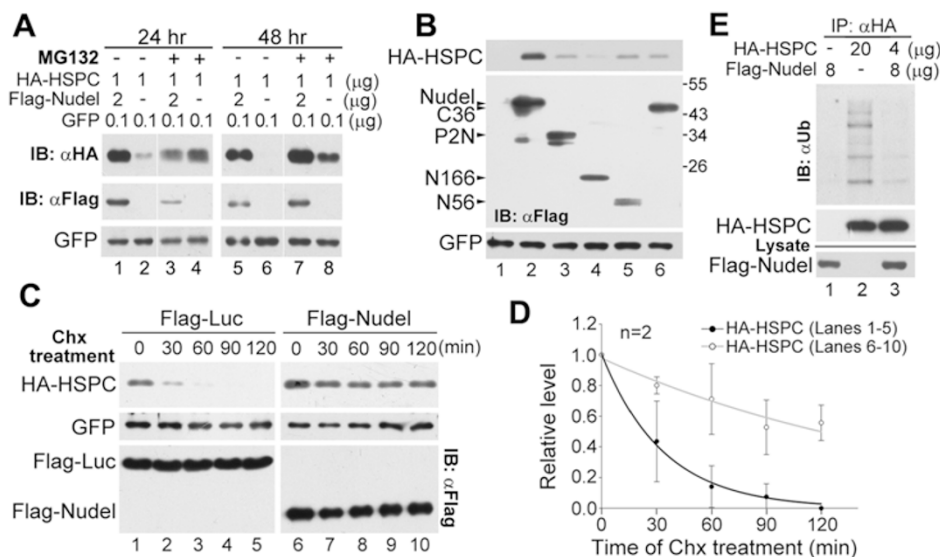 A
24 hr 48 hr
MG132 - - + + - - + +
HA-HSPC 1 1 1 1 1 1 1 1 (μg)
Flag-Nudel 2 - 2 - 2 - 2 - (μg)
GFP 0.1 0.1 0.1 0.1 0.1 0.1 0.1 0.1 (μg)
IB: αHA
IB: αFlag
GFP
1 2 3 4 5 6 7 8
B
HA-HSPC
Nudel
C36
P2N
N166
N56
IB: αFlag
-55
-43
-34
-26
GFP
1 2 3 4 5 6
E
IP: αHA
HA-HSPC - 20 4 (μg)
Flag-Nudel 8 - 8 (μg)
IB: αUb
HA-HSPC
Lysate
Flag-Nudel
1 2 3
C
Flag-Luc Flag-Nudel
Chx treatment 0 30 60 90 120 0 30 60 90 120 (min)
HA-HSPC
GFP
Flag-Luc
Flag-Nudel
IB: αFlag
1 2 3 4 5 6 7 8 9 10
D
n=2
HA-HSPC (Lanes 1-5)
HA-HSPC (Lanes 6-10)
Relative level
1.2
1.0
0.8
0.6
0.4
0.2
0
0 30 60 90 120
Time of Chx treatment (min)